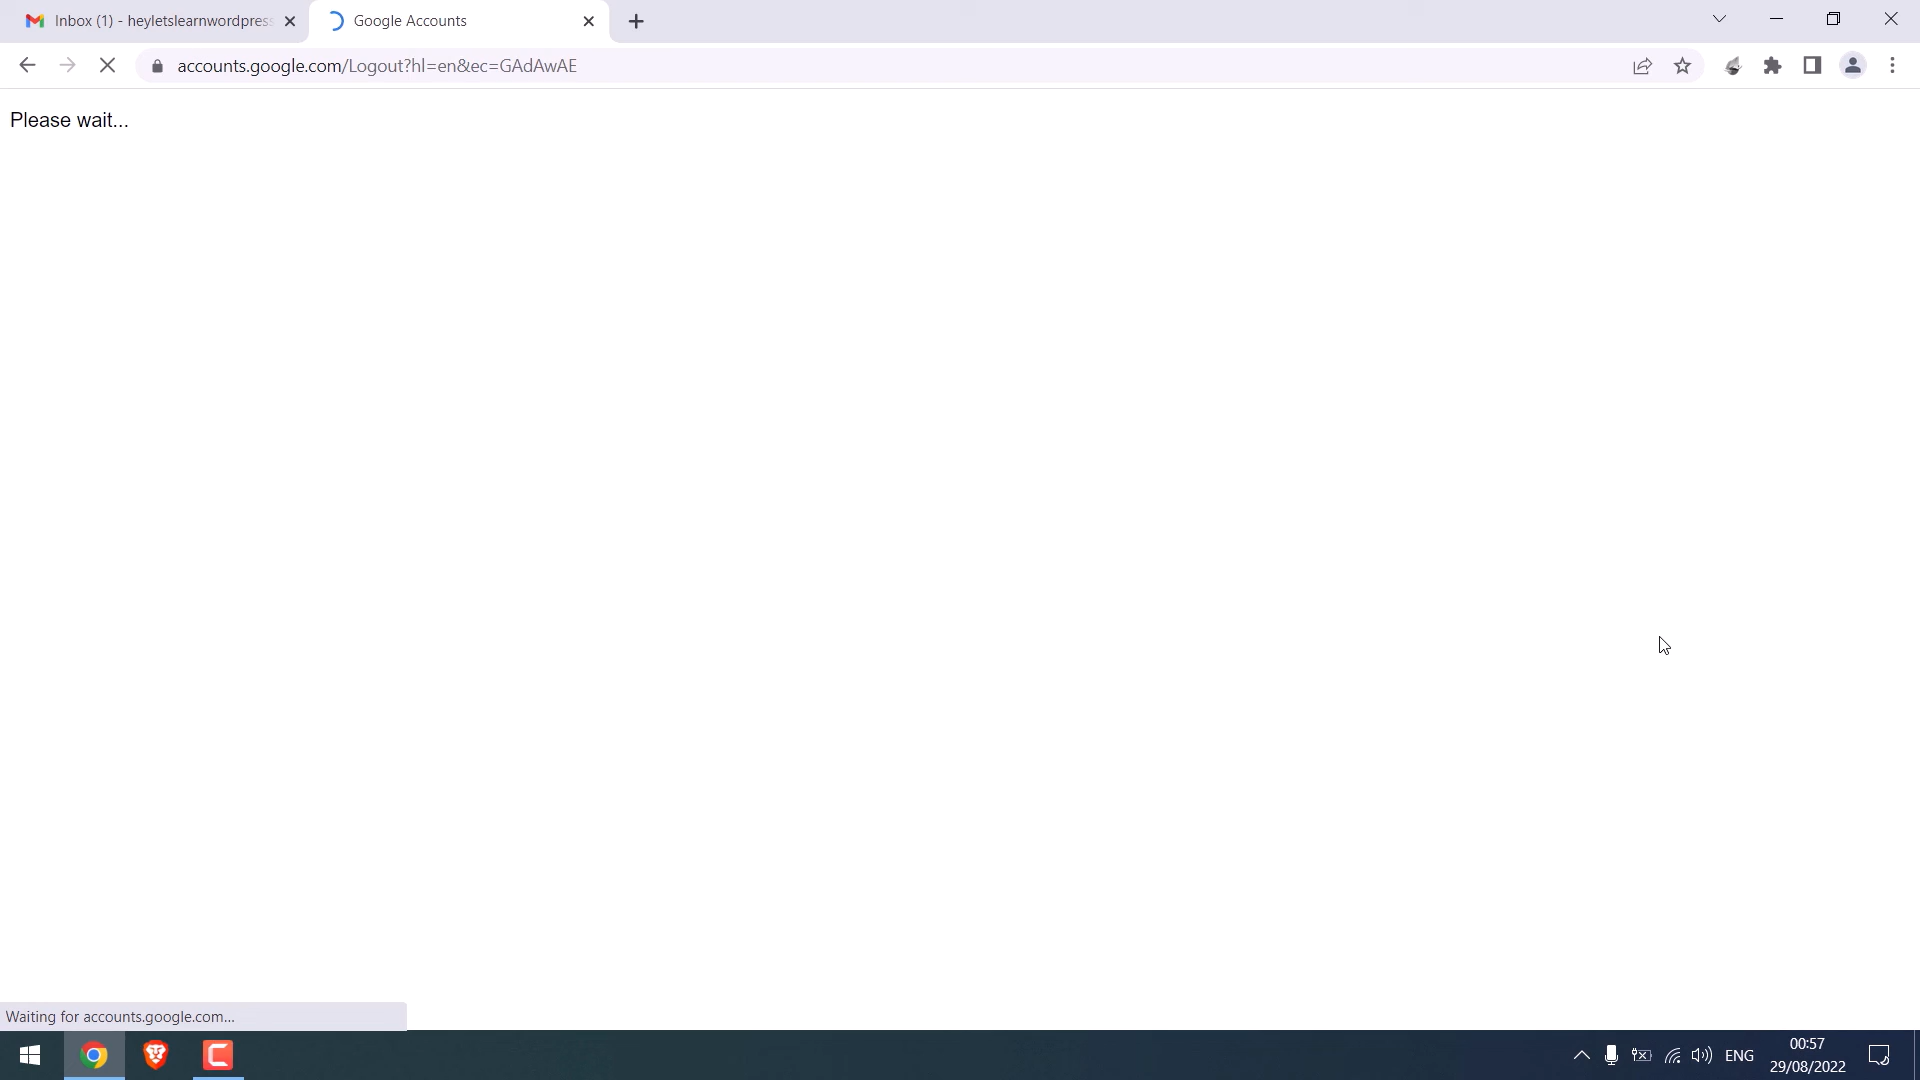 Inbox (1) - heyletslearnwordpress
Google Accounts
accounts.google.com/Logout?hl=en&ec=GAdAwAE
Please wait...
Waiting for accounts.google.com...
ENG
00:57
29/08/2022